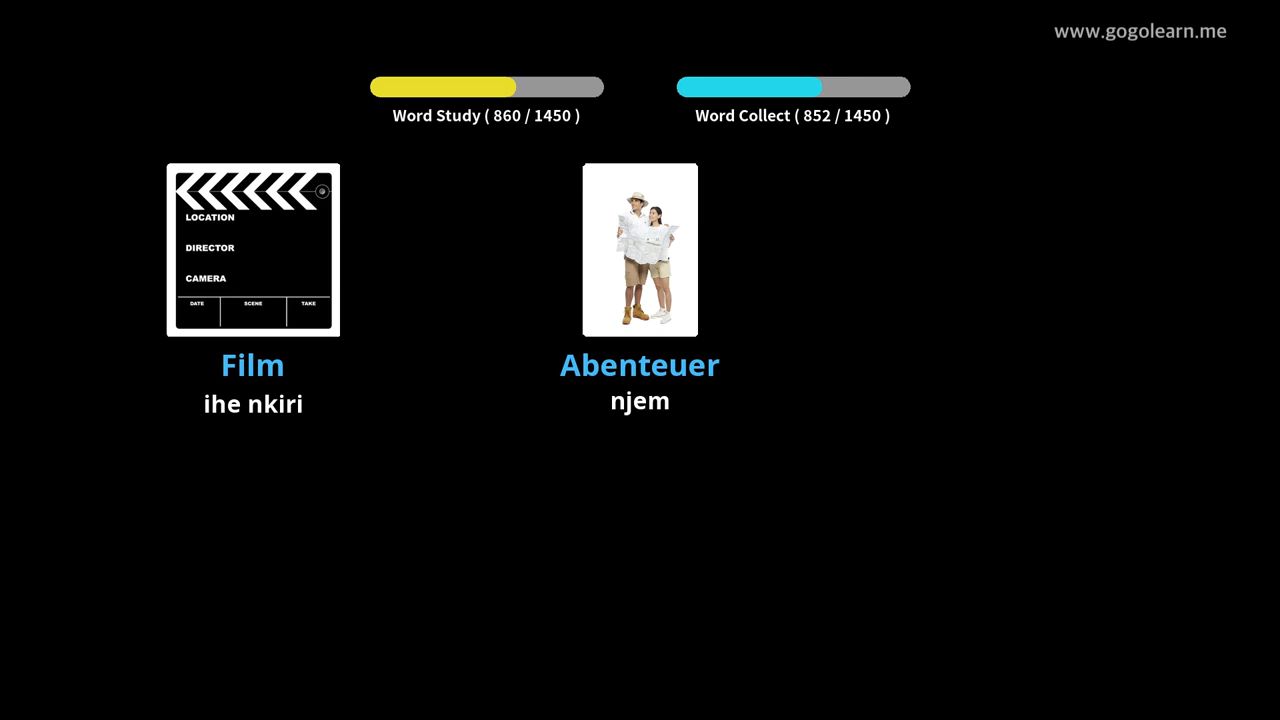 www.gogolearn.me
Word Study ( 860 / 1450 )
Word Collect ( 852 / 1450 )
LOCATION
DIRECTOR
CAMERA
DATE SCENE TAKE
Film
ihe nkiri
Abenteuer
njem